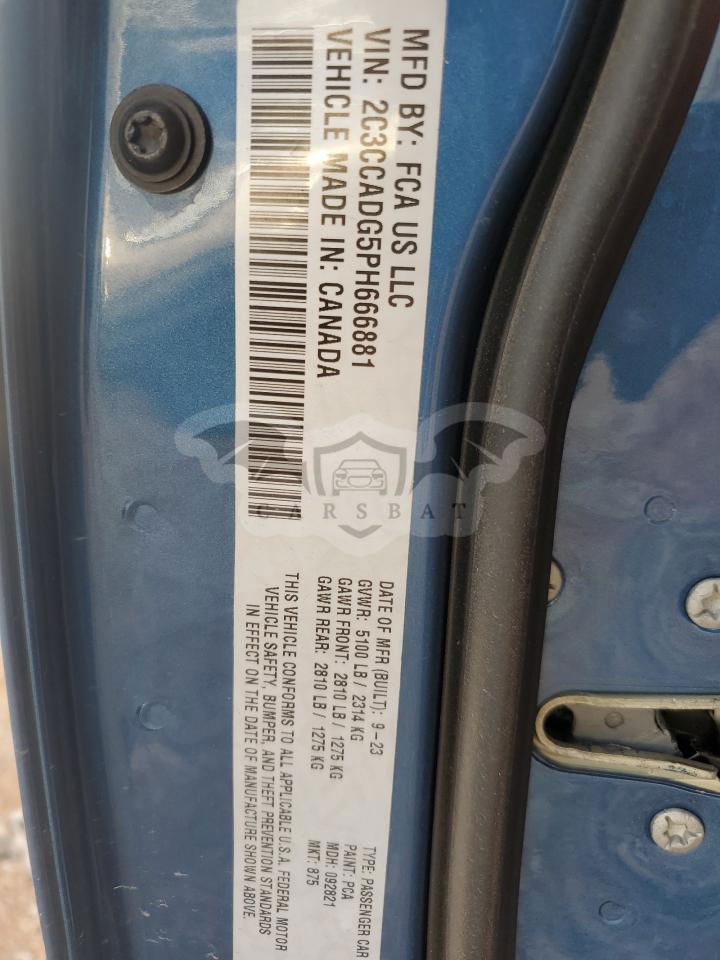 MFD BY: FCA US LLC
VIN: 2C3CCADG5PH666881
VEHICLE MADE IN: CANADA
DATE OF MFR (BUILT): 9-23
GVWR: 5100 LB / 2314 KG
GAWR FRONT: 2810 LB / 1275 KG
GAWR REAR: 2810 LB / 1275 KG
THIS VEHICLE CONFORMS TO ALL APPLICABLE U.S.A. FEDERAL MOTOR
VEHICLE SAFETY, BUMPER, AND THEFT PREVENTION STANDARDS
IN EFFECT ON THE DATE OF MANUFACTURE SHOWN ABOVE.
TYPE: PASSENGER CAR
PAINT: PCA
MDH: 092821
MKT: 875
CARSBAT